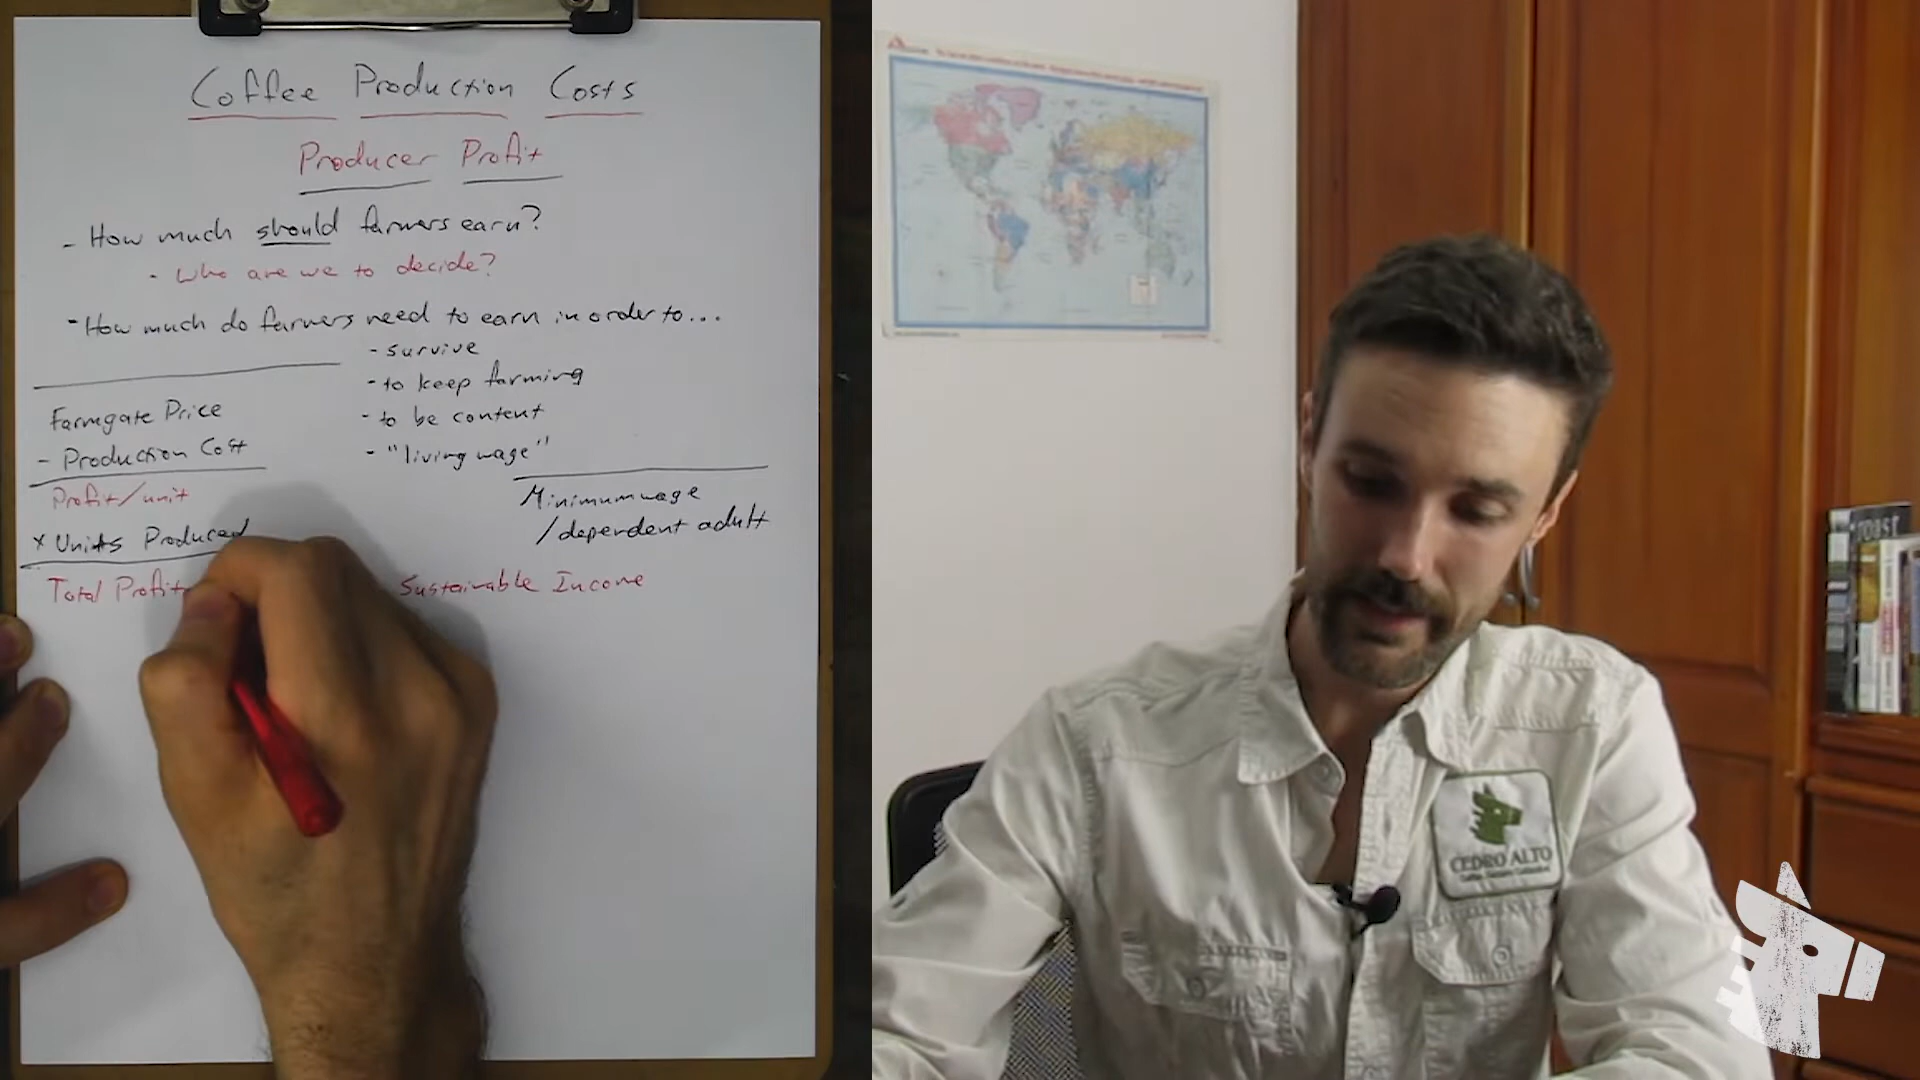 Coffee Production Costs
Producer Profit
- How much should farmers earn?
- Who are we to decide?
- How much do farmers need to earn in order to...
- survive
- to keep farming
- to be content
- "living wage"
Farmgate Price
- Production Cost
Profit/unit
x Units Produced
Total Profit
Minimum wage
/dependent adult
Sustainable Income
CEDRO ALTO
roast